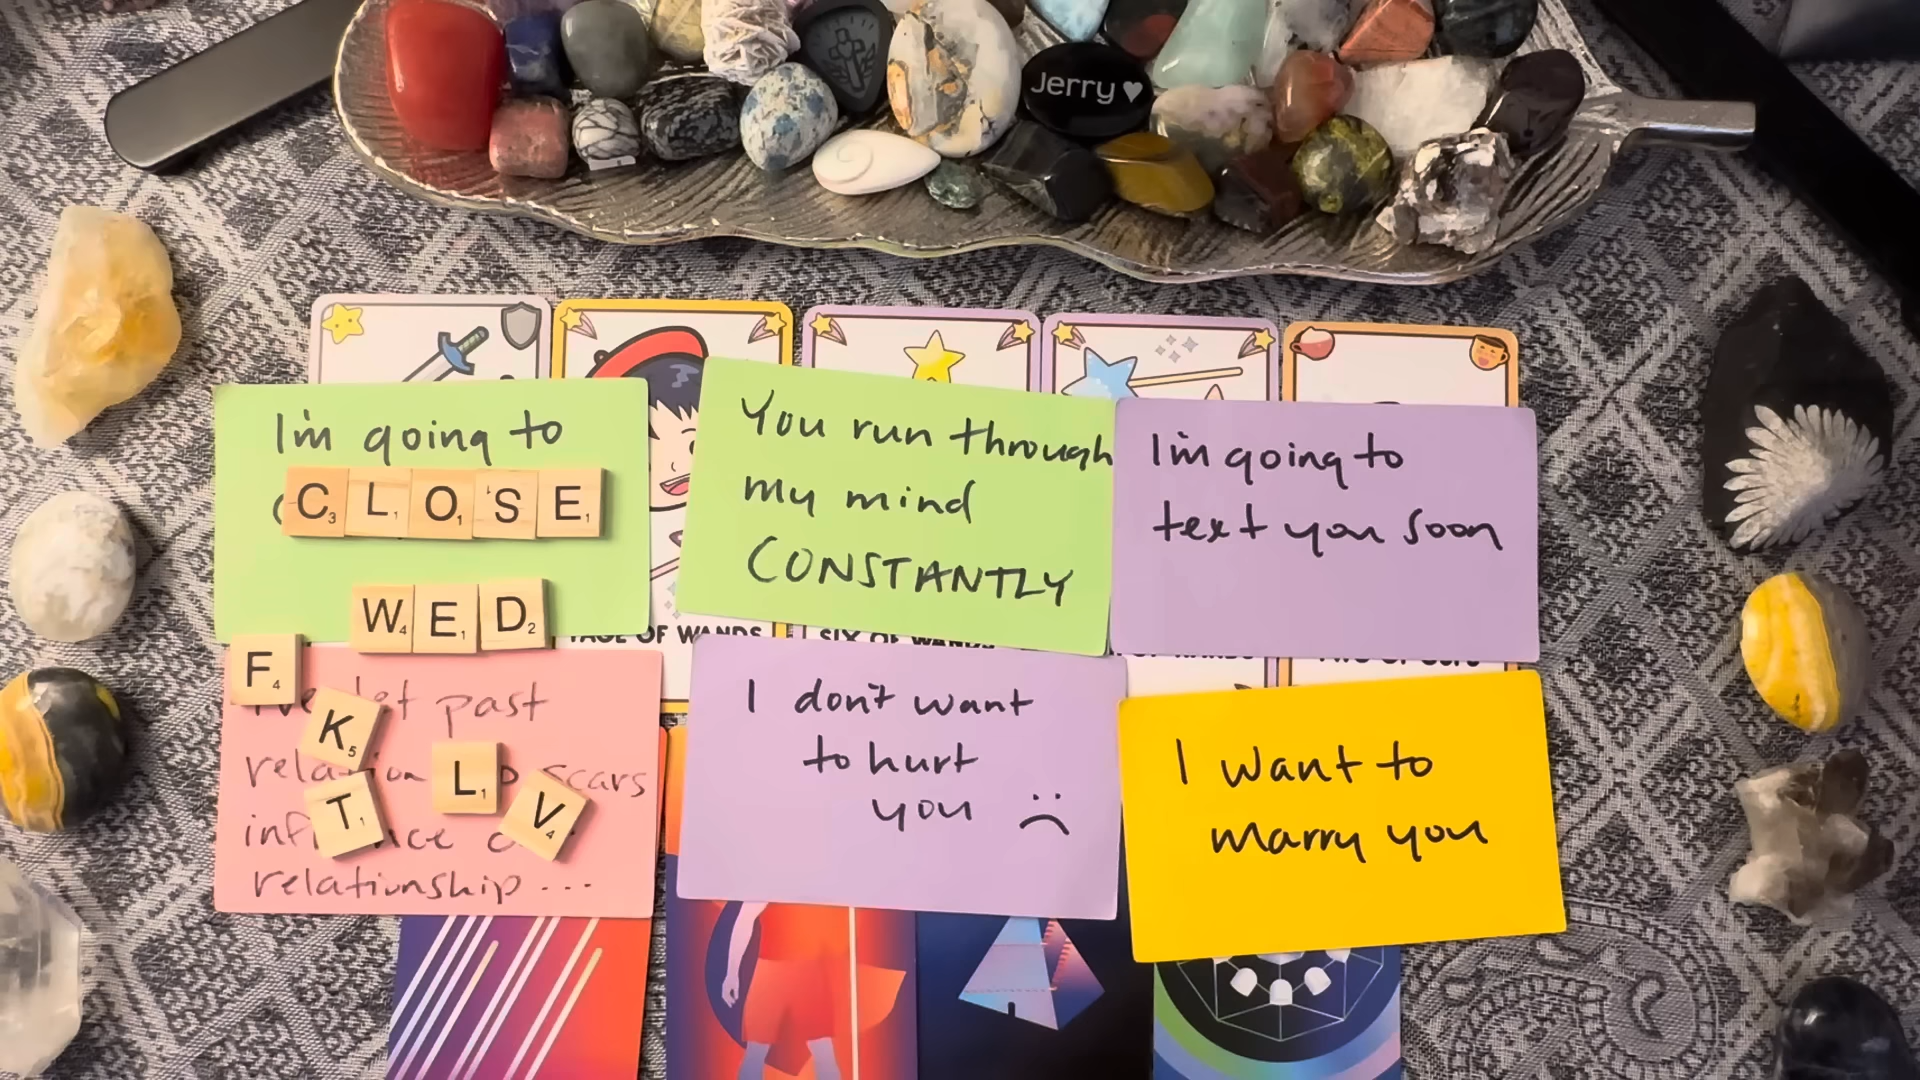 Jerry
I'm going to
CLOSE
WED
You run through
my mind
CONSTANTLY
I'm going to
text you soon
OF WANDS
SIX OF WANDS
F
K
T
L
V
past
scars
relationship...
I don't want
to hurt
you :(
I want to
marry you